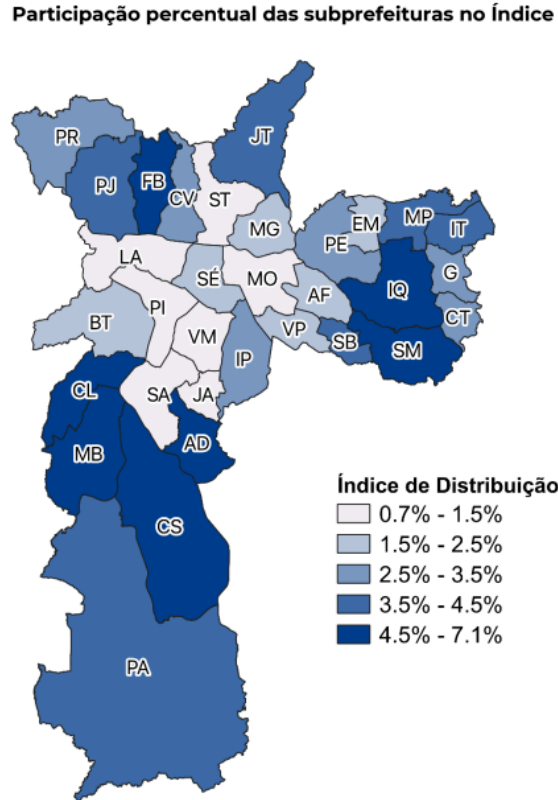 Participação percentual das subprefeituras no Índice
JT
PR
FB
PJ
CV
ST
MG
EM
MP
IT
PE
LA
SÉ
MO
G
IQ
AF
PI
BT
CT
VM
VP
SB
IP
SM
CL
SA
JA
AD
MB
CS
PA
Índice de Distribuição
0.7% - 1.5%
1.5% - 2.5%
2.5% - 3.5%
3.5% - 4.5%
4.5% - 7.1%